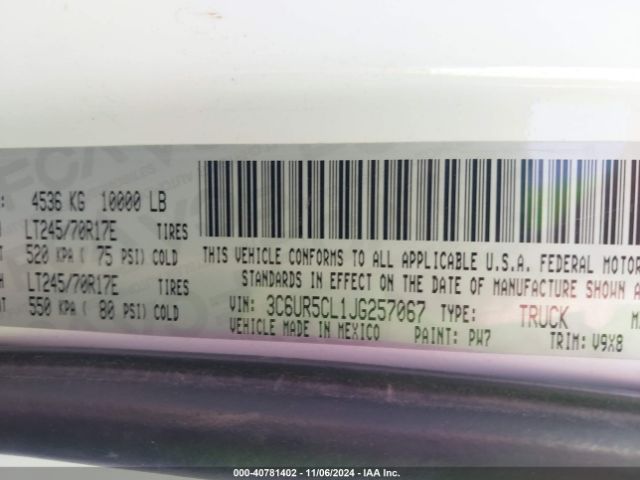 4536 KG 10000 LB
LT245/70R17E TIRES
520 KPA ( 75 PSI) COLD
LT245/70R17E TIRES
550 KPA ( 80 PSI) COLD
THIS VEHICLE CONFORMS TO ALL APPLICABLE U.S.A. FEDERAL MOTOR
STANDARDS IN EFFECT ON THE DATE OF MANUFACTURE SHOWN A
VIN: 3C6UR5CL1JG257067 TYPE: TRUCK
VEHICLE MADE IN MEXICO PAINT: PW7 TRIM: V9X8
000-40781402 - 11/06/2024 - IAA Inc.